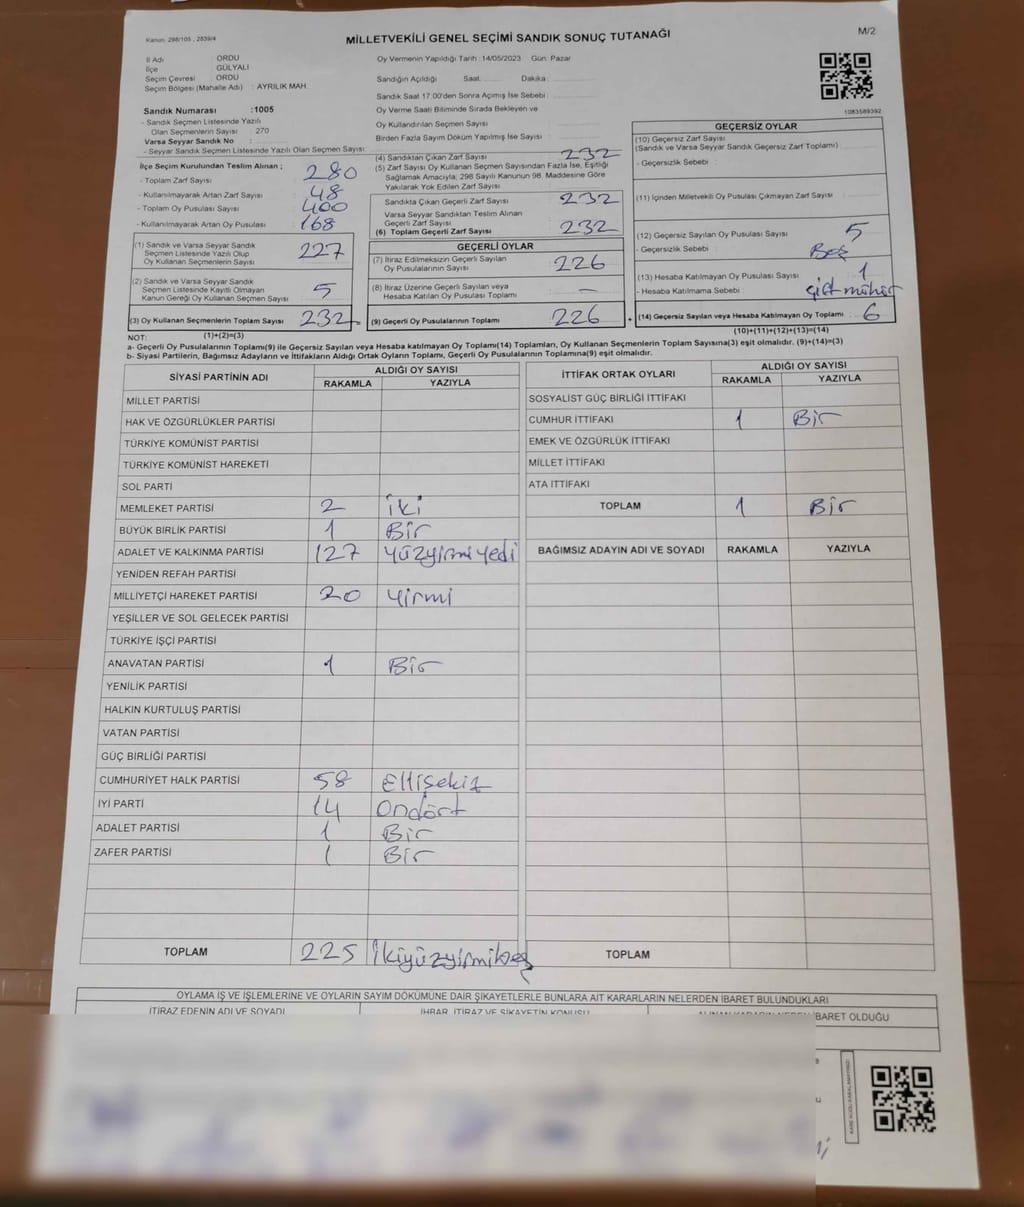 Kanun: 298/105 , 2839/4
MİLLETVEKİLİ GENEL SEÇİMİ SANDIK SONUÇ TUTANAĞI
M/2
İl Adı ORDU
İlçe GÜLYALI
Seçim Çevresi ORDU
Seçim Bölgesi (Mahalle Adı) : AYRILIK MAH.
Sandık Numarası :1005
- Sandık Seçmen Listesinde Yazılı
Olan Seçmenlerin Sayısı : 270
Varsa Seyyar Sandık No
- Seyyar Sandık Seçmen Listesinde Yazılı Olan Seçmen Sayısı
Oy Vermenin Yapıldığı Tarih :14/05/2023 Gün: Pazar
Sandığın Açıldığı Saat: Dakika:
Sandık Saat 17.00'den Sonra Açılmış İse Sebebi :
Oy Verme Saati Bitiminde Sırada Bekleyen ve
Oy Kullandırılan Seçmen Sayısı
Birden Fazla Sayım Döküm Yapılmış İse Sayısı :
1083589392
İlçe Seçim Kurulundan Teslim Alınan ;
- Toplam Zarf Sayısı 280
- Kullanılmayarak Artan Zarf Sayısı 48
- Toplam Oy Pusulası Sayısı 400
- Kullanılmayarak Artan Oy Pusulası 168
(1) Sandık ve Varsa Seyyar Sandık
Seçmen Listesinde Yazılı Olup
Oy Kullanan Seçmenlerin Sayısı 227
(2) Sandık ve Varsa Seyyar Sandık
Seçmen Listesinde Kayıtlı Olmayan
Kanun Gereği Oy Kullanan Seçmen Sayısı 5
(3) Oy Kullanan Seçmenlerin Toplam Sayısı 232
(4) Sandıktan Çıkan Zarf Sayısı 232
(5) Zarf Sayısı Oy Kullanan Seçmen Sayısından Fazla İse, Eşitliği
Sağlamak Amacıyla; 298 Sayılı Kanunun 98. Maddesine Göre
Yakılarak Yok Edilen Zarf Sayısı
Sandıkta Çıkan Geçerli Zarf Sayısı 232
Varsa Seyyar Sandıktan Teslim Alınan
Geçerli Zarf Sayısı
(6) Toplam Geçerli Zarf Sayısı 232
GEÇERLİ OYLAR
(7) İtiraz Edilmeksizin Geçerli Sayılan
Oy Pusulalarının Sayısı : 226
(8) İtiraz Üzerine Geçerli Sayılan veya
Hesaba Katılan Oy Pusulası Toplamı : -
(9) Geçerli Oy Pusulalarının Toplamı 226 +
GEÇERSİZ OYLAR
(10) Geçersiz Zarf Sayısı
(Sandık ve Varsa Seyyar Sandık Geçersiz Zarf Toplamı)
- Geçersizlik Sebebi :
(11) İçinden Milletvekili Oy Pusulası Çıkmayan Zarf Sayısı
(12) Geçersiz Sayılan Oy Pusulası Sayısı 5
- Geçersizlik Sebebi : Beş
(13) Hesaba Katılmayan Oy Pusulası Sayısı 1
- Hesaba Katılmama Sebebi : çift mühür
(14) Geçersiz Sayılan veya Hesaba Katılmayan Oy Toplamı : 6
NOT: (1)+(2)=(3) (10)+(11)+(12)+(13)=(14)
a- Geçerli Oy Pusulalarının Toplamı(9) ile Geçersiz Sayılan veya Hesaba katılmayan Oy Toplamı(14) Toplamları, Oy Kullanan Seçmenlerin Toplam Sayısına(3) eşit olmalıdır. (9)+(14)=(3)
b- Siyasi Partilerin, Bağımsız Adayların ve İttifakların Aldığı Ortak Oyların Toplamı, Geçerli Oy Pusulalarının Toplamına(9) eşit olmalıdır.
SİYASİ PARTİNİN ADI ALDIĞI OY SAYISI
RAKAMLA YAZIYLA
MİLLET PARTİSİ
HAK VE ÖZGÜRLÜKLER PARTİSİ
TÜRKİYE KOMÜNİST PARTİSİ
TÜRKİYE KOMÜNİST HAREKETİ
SOL PARTİ
MEMLEKET PARTİSİ 2 iki
BÜYÜK BİRLİK PARTİSİ 1 Bir
ADALET VE KALKINMA PARTİSİ 127 yüzyirmiyedi
YENİDEN REFAH PARTİSİ
MİLLİYETÇİ HAREKET PARTİSİ 20 yirmi
YEŞİLLER VE SOL GELECEK PARTİSİ
TÜRKİYE İŞÇİ PARTİSİ
ANAVATAN PARTİSİ 1 Bir
YENİLİK PARTİSİ
HALKIN KURTULUŞ PARTİSİ
VATAN PARTİSİ
GÜÇ BİRLİĞİ PARTİSİ
CUMHURİYET HALK PARTİSİ 58 Ellisekiz
İYİ PARTİ 14 Ondört
ADALET PARTİSİ 1 Bir
ZAFER PARTİSİ 1 Bir
TOPLAM 225 İkiyüzyirmibeş
İTTİFAK ORTAK OYLARI ALDIĞI OY SAYISI
RAKAMLA YAZIYLA
SOSYALİST GÜÇ BİRLİĞİ İTTİFAKI
CUMHUR İTTİFAKI 1 Bir
EMEK VE ÖZGÜRLÜK İTTİFAKI
MİLLET İTTİFAKI
ATA İTTİFAKI
TOPLAM 1 Bir
BAĞIMSIZ ADAYIN ADI VE SOYADI RAKAMLA YAZIYLA
TOPLAM
OYLAMA İŞ VE İŞLEMLERİNE VE OYLARIN SAYIM DÖKÜMÜNE DAİR ŞİKAYETLERLE BUNLARA AİT KARARLARIN NELERDEN İBARET BULUNDUKLARI
İTİRAZ EDENİN ADI VE SOYADI İHBAR, İTİRAZ VE ŞİKAYETİN KONUSU İBARET OLDUĞU